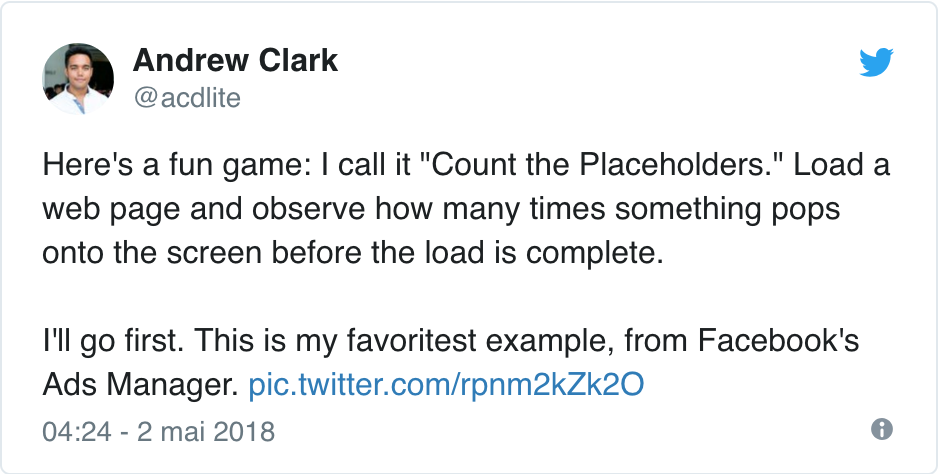 Andrew Clark
@acdlite
Here's a fun game: I call it "Count the Placeholders." Load a
web page and observe how many times something pops
onto the screen before the load is complete.
I'll go first. This is my favoritest example, from Facebook's
Ads Manager. pic.twitter.com/rpnm2kZk2O
04:24 - 2 mai 2018